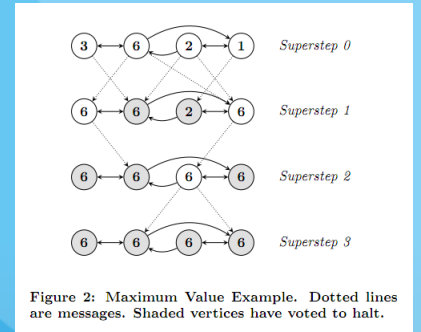 3 6 2 1 Superstep 0
6 6 2 6 Superstep 1
6 6 6 6 Superstep 2
6 6 6 6 Superstep 3
Figure 2: Maximum Value Example. Dotted lines
are messages. Shaded vertices have voted to halt.